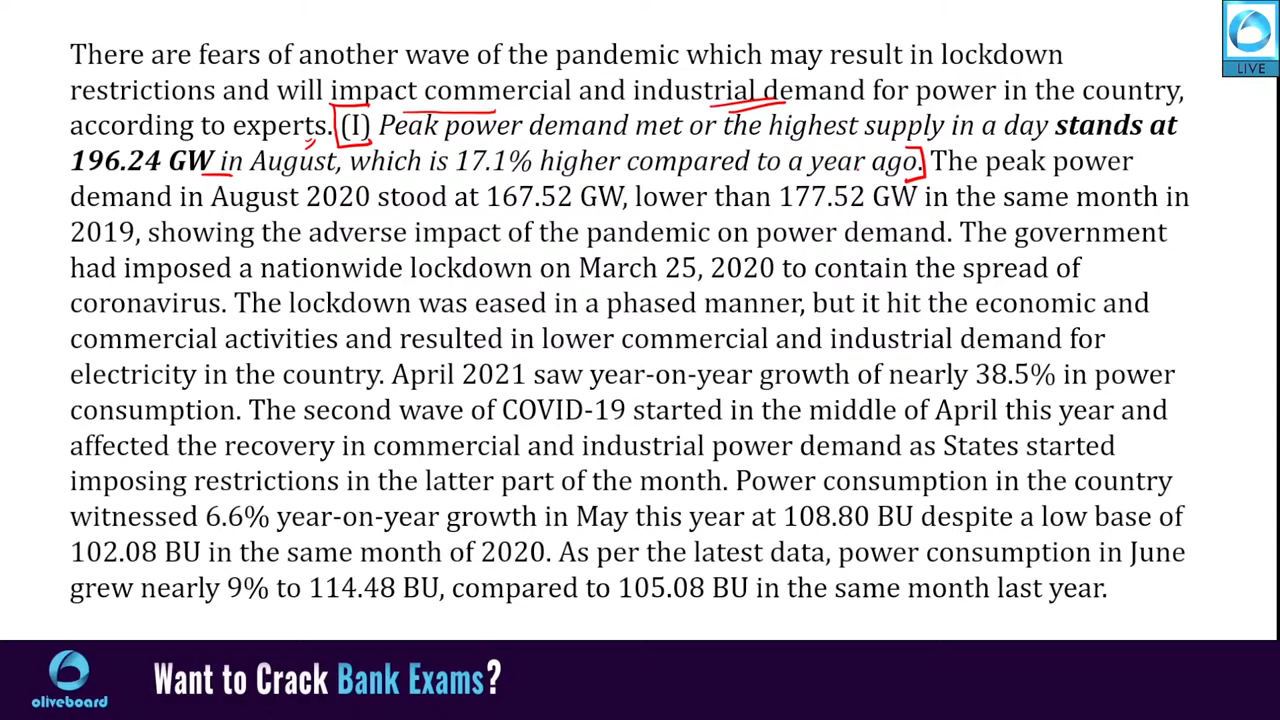 There are fears of another wave of the pandemic which may result in lockdown
restrictions and will impact commercial and industrial demand for power in the country,
according to experts. (I) Peak power demand met or the highest supply in a day stands at
196.24 GW in August, which is 17.1% higher compared to a year ago. The peak power
demand in August 2020 stood at 167.52 GW, lower than 177.52 GW in the same month in
2019, showing the adverse impact of the pandemic on power demand. The government
had imposed a nationwide lockdown on March 25, 2020 to contain the spread of
coronavirus. The lockdown was eased in a phased manner, but it hit the economic and
commercial activities and resulted in lower commercial and industrial demand for
electricity in the country. April 2021 saw year-on-year growth of nearly 38.5% in power
consumption. The second wave of COVID-19 started in the middle of April this year and
affected the recovery in commercial and industrial power demand as States started
imposing restrictions in the latter part of the month. Power consumption in the country
witnessed 6.6% year-on-year growth in May this year at 108.80 BU despite a low base of
102.08 BU in the same month of 2020. As per the latest data, power consumption in June
grew nearly 9% to 114.48 BU, compared to 105.08 BU in the same month last year.
LIVE
oliveboard
Want to Crack Bank Exams?